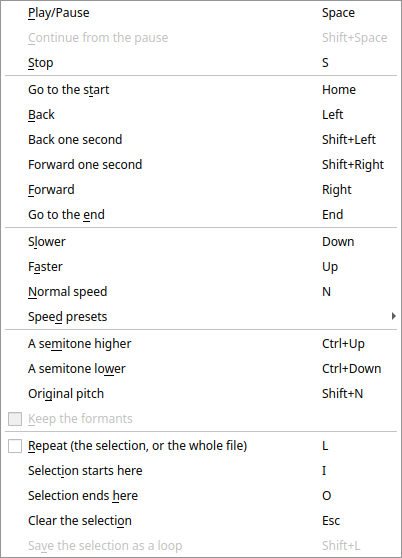 Play/Pause Space
Continue from the pause Shift+Space
Stop S
Go to the start Home
Back Left
Back one second Shift+Left
Forward one second Shift+Right
Forward Right
Go to the end End
Slower Down
Faster Up
Normal speed N
Speed presets
A semitone higher Ctrl+Up
A semitone lower Ctrl+Down
Original pitch Shift+N
Keep the formants
Repeat (the selection, or the whole file) L
Selection starts here I
Selection ends here O
Clear the selection Esc
Save the selection as a loop Shift+L